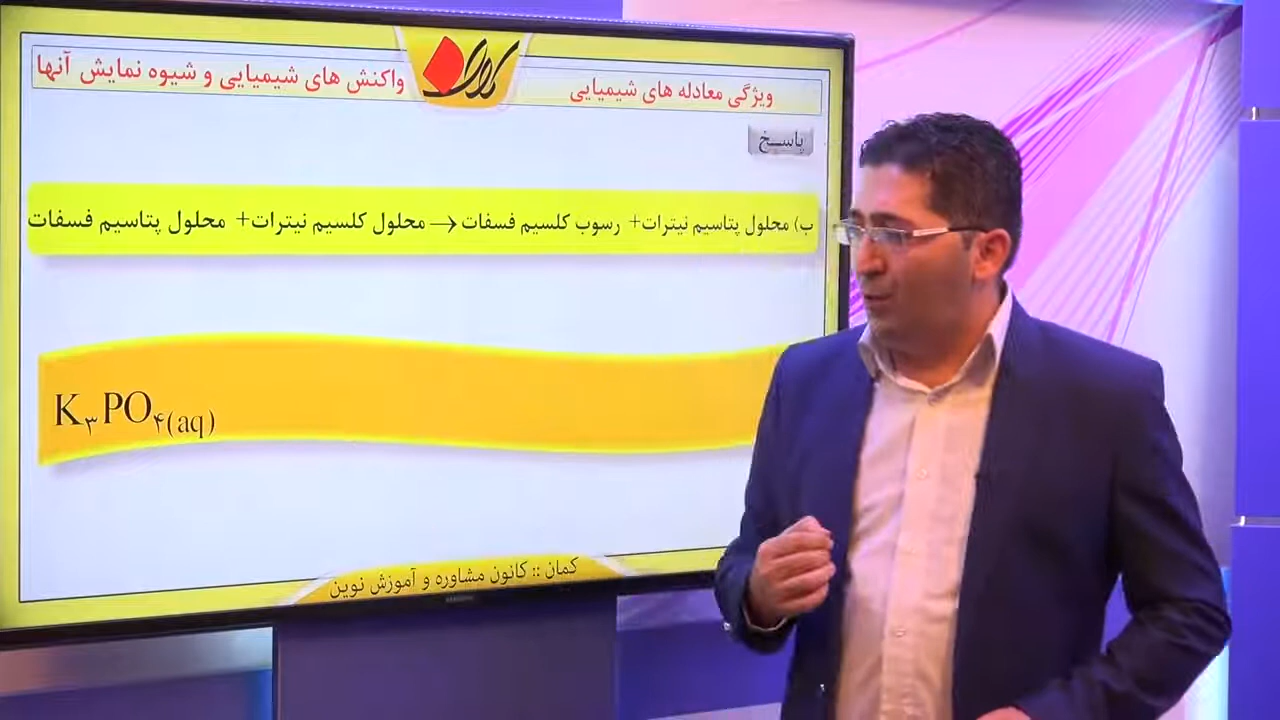 ویژگی معادله های شیمیایی
کمان
واکنش های شیمیایی و شیوه نمایش آنها
پاسخ
ب) محلول پتاسیم نیترات+ رسوب کلسیم فسفات → محلول کلسیم نیترات+ محلول پتاسیم فسفات
K۳PO۴(aq)
کمان :: کانون مشاوره و آموزش نوین